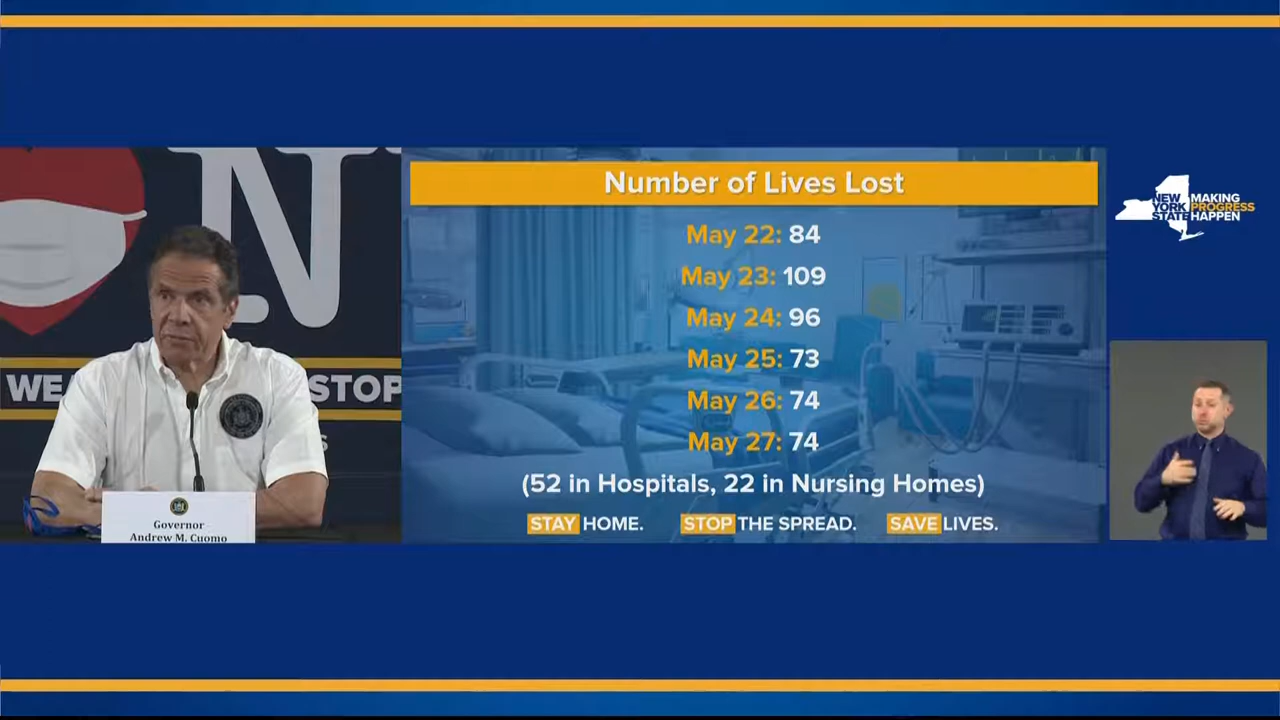 N
WEA
STOP
S
Governor
Andrew M. Cuomo
Number of Lives Lost
May 22: 84
May 23: 109
May 24: 96
May 25: 73
May 26: 74
May 27: 74
(52 in Hospitals, 22 in Nursing Homes)
STAY HOME. STOP THE SPREAD. SAVE LIVES.
NEW YORK STATE
MAKING
PROGRESS
HAPPEN